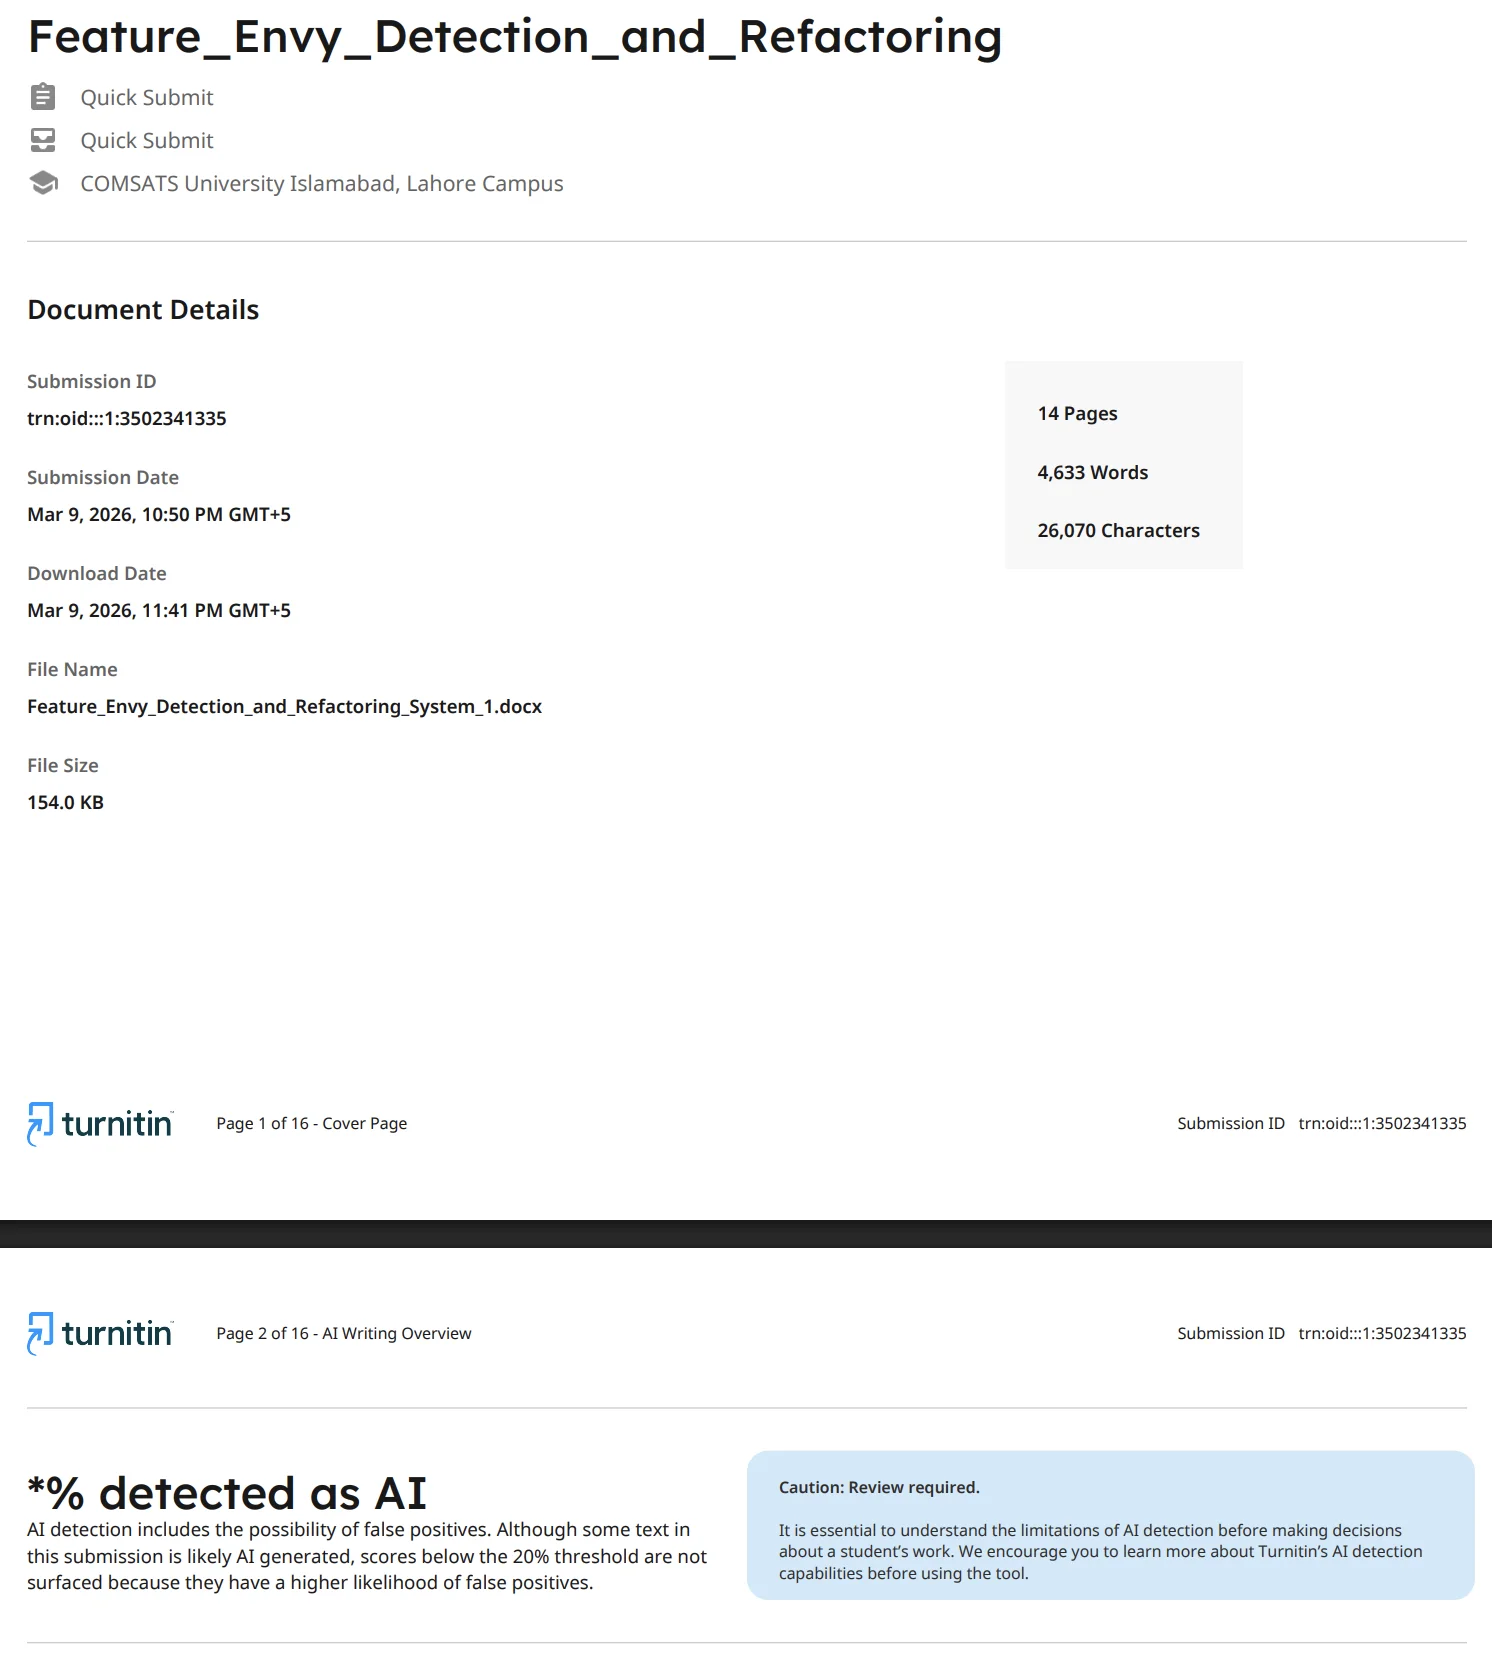 Feature_Envy_Detection_and_Refactoring
Quick Submit
Quick Submit
COMSATS University Islamabad, Lahore Campus
Document Details
Submission ID
trn:oid:::1:3502341335
Submission Date
Mar 9, 2026, 10:50 PM GMT+5
Download Date
Mar 9, 2026, 11:41 PM GMT+5
File Name
Feature_Envy_Detection_and_Refactoring_System_1.docx
File Size
154.0 KB
14 Pages
4,633 Words
26,070 Characters
turnitin Page 1 of 16 - Cover Page Submission ID trn:oid:::1:3502341335
turnitin Page 2 of 16 - AI Writing Overview Submission ID trn:oid:::1:3502341335
*% detected as AI
AI detection includes the possibility of false positives. Although some text in
this submission is likely AI generated, scores below the 20% threshold are not
surfaced because they have a higher likelihood of false positives.
Caution: Review required.
It is essential to understand the limitations of AI detection before making decisions
about a student’s work. We encourage you to learn more about Turnitin’s AI detection
capabilities before using the tool.